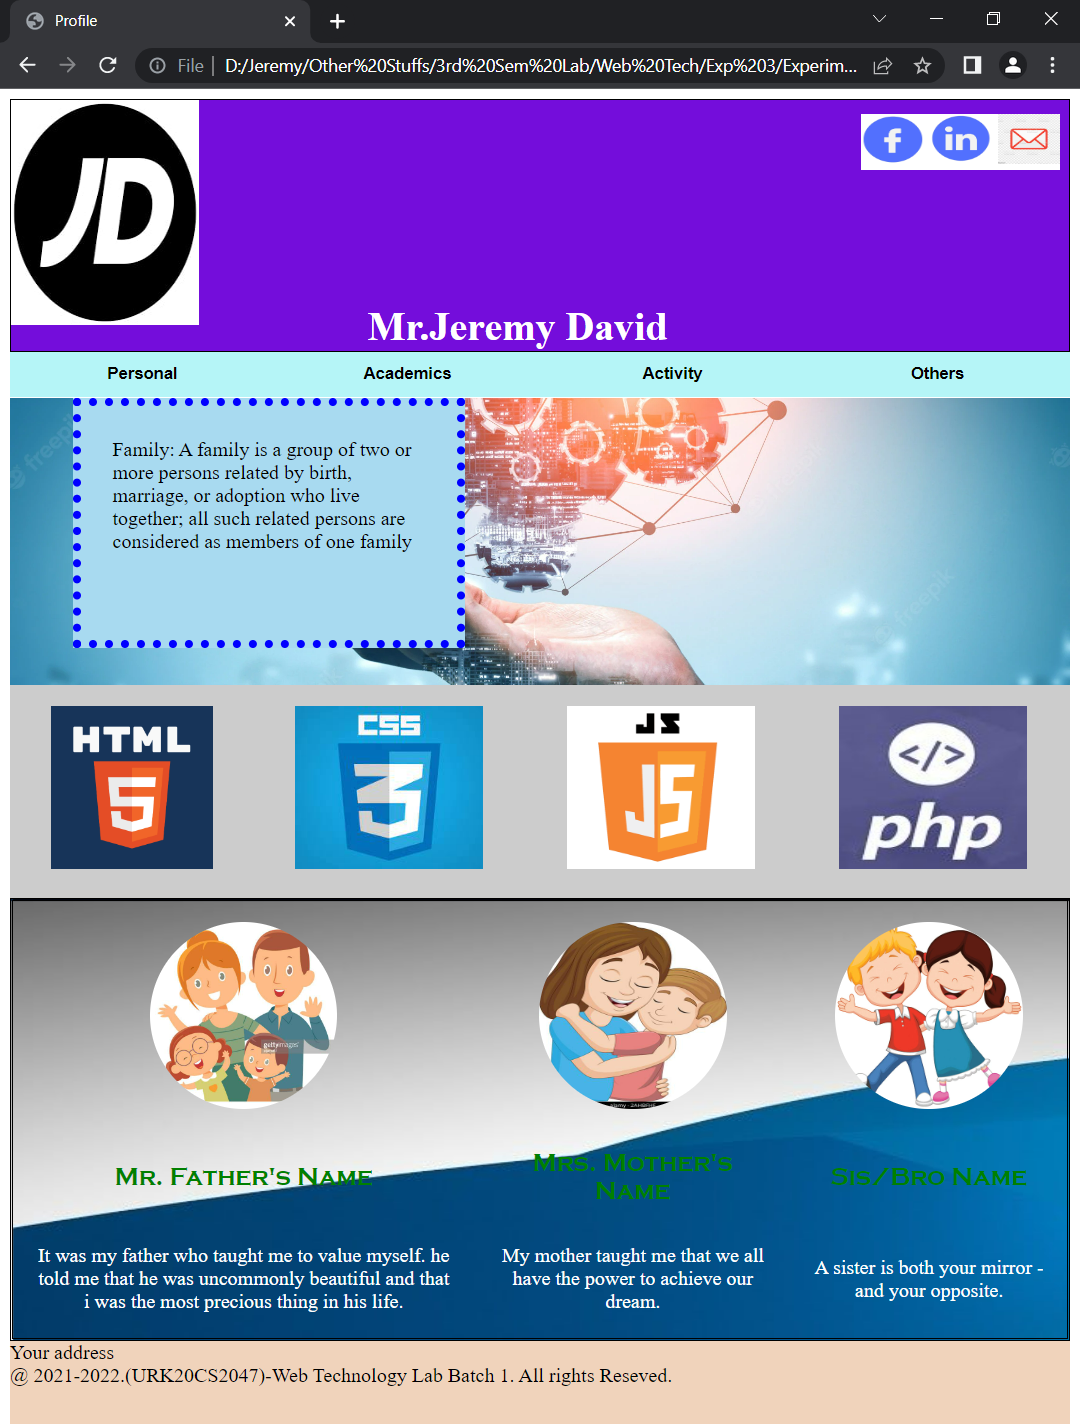 Profile
File
D:/Jeremy/Other%20Stuffs/3rd%20Sem%20Lab/Web%20Tech/Exp%203/Experim...
JD
f in
Mr.Jeremy David
Personal Academics Activity Others
freepik
Family: A family is a group of two or
more persons related by birth,
marriage, or adoption who live
together; all such related persons are
considered as members of one family
freepik
HTML
5
CSS
3
JS
JS
</>
php
gettyimages
Mr. Father's Name
Mrs. Mother's
Name
Sis/Bro Name
It was my father who taught me to value myself. he
told me that he was uncommonly beautiful and that
i was the most precious thing in his life.
My mother taught me that we all
have the power to achieve our
dream.
A sister is both your mirror -
and your opposite.
Your address
@ 2021-2022.(URK20CS2047)-Web Technology Lab Batch 1. All rights Reseved.